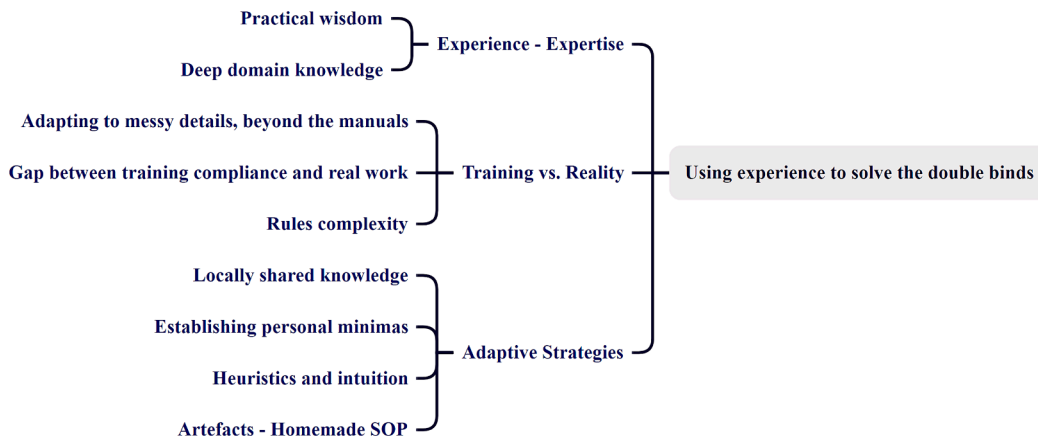 Practical wisdom
Experience - Expertise
Deep domain knowledge
Adapting to messy details, beyond the manuals
Gap between training compliance and real work
Training vs. Reality
Using experience to solve the double binds
Rules complexity
Locally shared knowledge
Establishing personal minimas
Adaptive Strategies
Heuristics and intuition
Artefacts - Homemade SOP